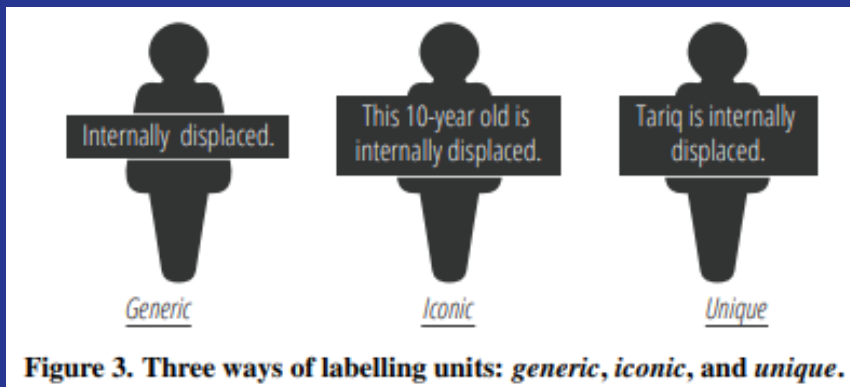 Internally displaced.
This 10-year old is
internally displaced.
Tariq is internally
displaced.
Generic
Iconic
Unique
Figure 3. Three ways of labelling units: generic, iconic, and unique.